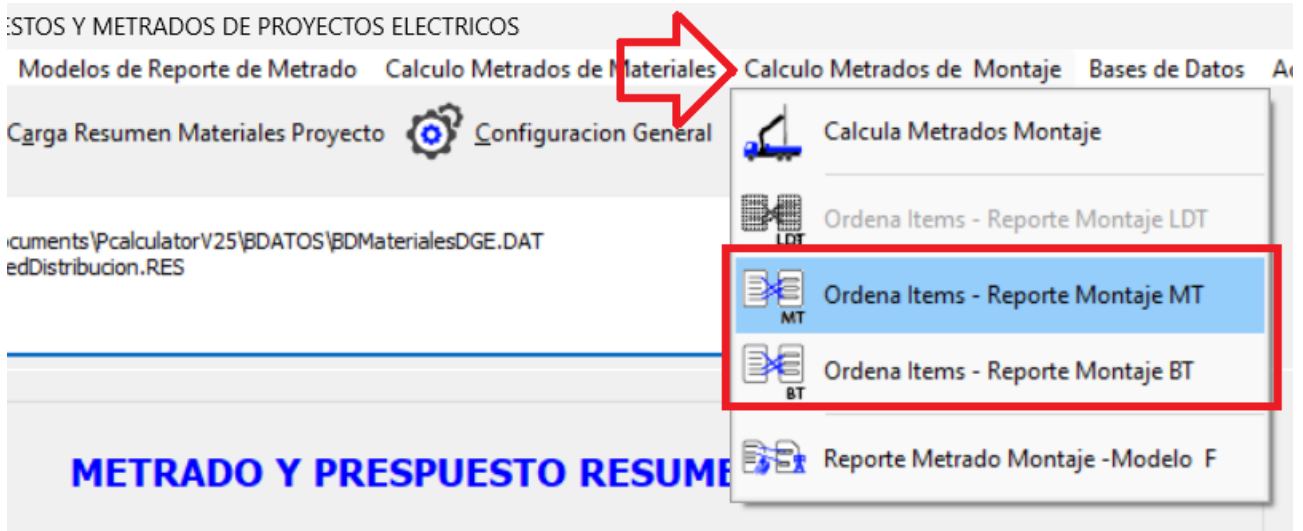 STOS Y METRADOS DE PROYECTOS ELECTRICOS
Modelos de Reporte de Metrado Calculo Metrados de Materiales Calculo Metrados de Montaje Bases de Datos
Carga Resumen Materiales Proyecto Configuracion General
Calcula Metrados Montaje
LDT Ordena Items - Reporte Montaje LDT
ocuments\PcalculatorV25\BDATOS\BDMaterialesDGE.DAT
edDistribucion.RES
MT Ordena Items - Reporte Montaje MT
BT Ordena Items - Reporte Montaje BT
Reporte Metrado Montaje -Modelo F
METRADO Y PRESPUESTO RESUME